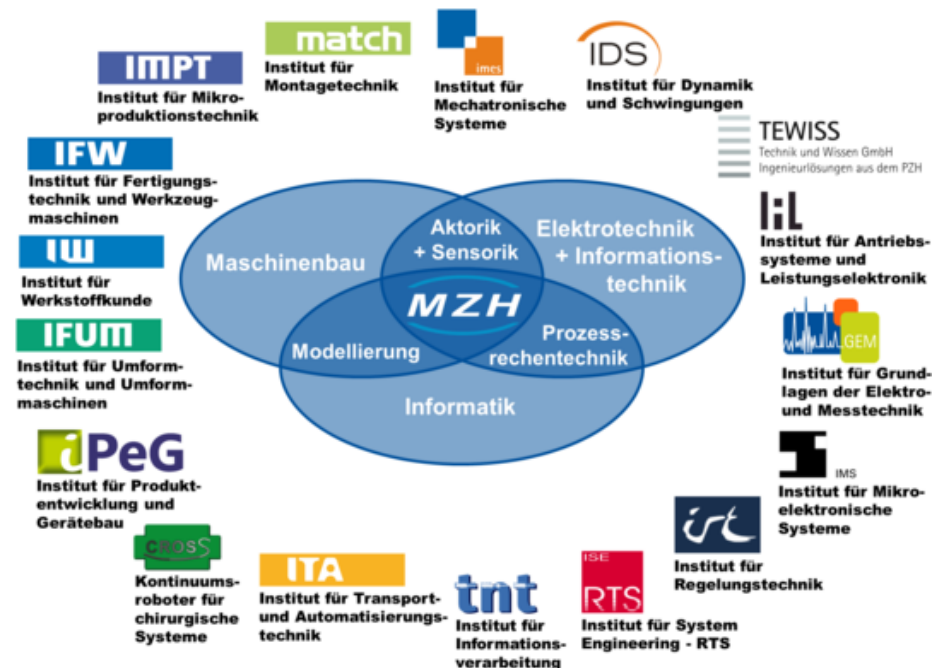 match
Institut für
Montagetechnik
IMPT
Institut für Mikro-
produktionstechnik
imes
Institut für
Mechatronische
Systeme
IDS
Institut für Dynamik
und Schwingungen
TEWISS
Technik und Wissen GmbH
Ingenieurlösungen aus dem PZH
IFW
Institut für Fertigungs-
technik und Werkzeug-
maschinen
Institut für Antriebs-
systeme und
Leistungselektronik
IW
Institut für
Werkstoffkunde
Maschinenbau
Aktorik
+ Sensorik
Elektrotechnik
+ Informations-
technik
MZH
Modellierung
Prozess-
rechentechnik
Informatik
IFUM
Institut für Umform-
technik und Umform-
maschinen
.GEM
Institut für Grund-
lagen der Elektro-
und Messtechnik
iPeG
Institut für Produkt-
entwicklung und
Gerätebau
IMS
Institut für Mikro-
elektronische
Systeme
CROSS
Kontinuums-
roboter für
chirurgische
Systeme
ITA
Institut für Transport-
und Automatisierungs-
technik
tnt
Institut für
Informations-
verarbeitung
ISE
RTS
Institut für System
Engineering - RTS
irt
Institut für
Regelungstechnik